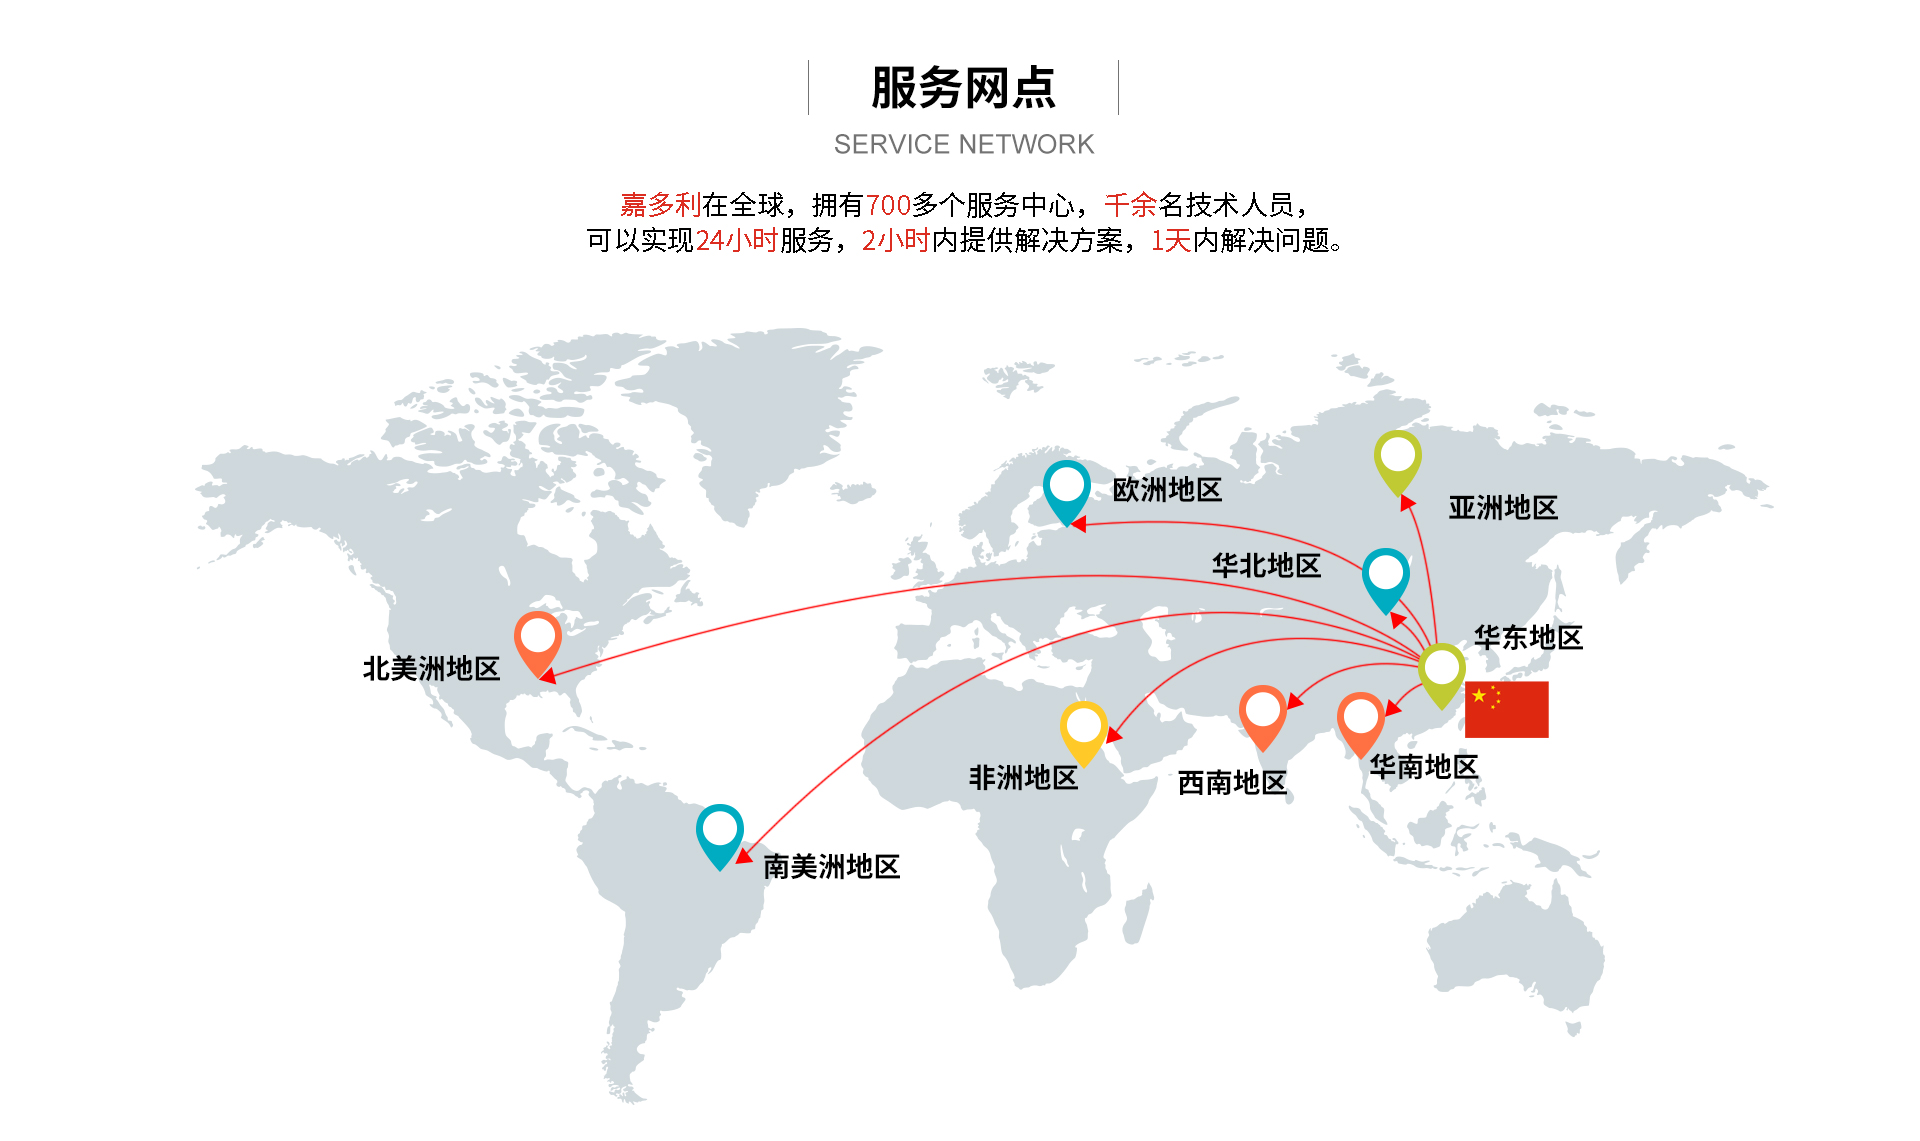 服务网点
SERVICE NETWORK
嘉多利在全球，拥有700多个服务中心，千余名技术人员，
可以实现24小时服务，2小时内提供解决方案，1天内解决问题。
欧洲地区
亚洲地区
华北地区
华东地区
北美洲地区
非洲地区
西南地区
华南地区
南美洲地区